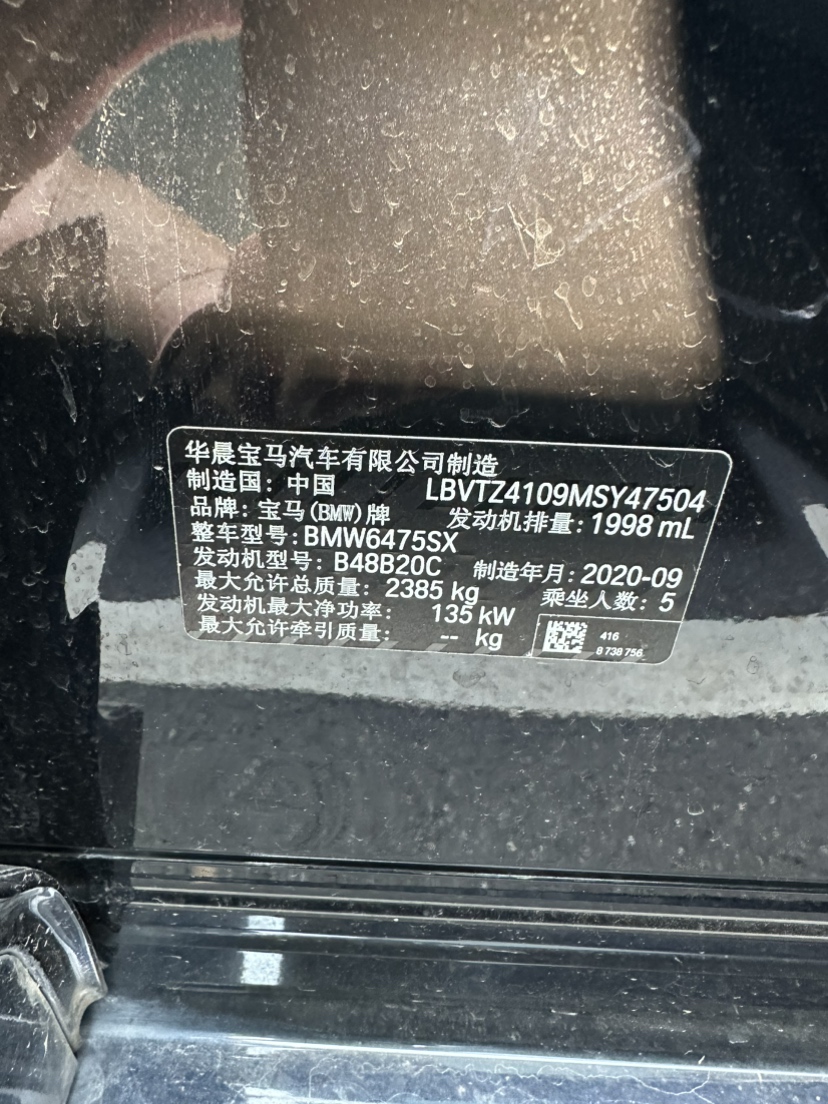 华晨宝马汽车有限公司制造
制造国: 中国 LBVTZ4109MSY47504
品牌: 宝马(BMW)牌 发动机排量: 1998 mL
整车型号: BMW6475SX
发动机型号: B48B20C 制造年月: 2020-09
最大允许总质量: 2385 kg 乘坐人数: 5
发动机最大净功率: 135 kW
最大允许牵引质量: -- kg
416
8 738 756